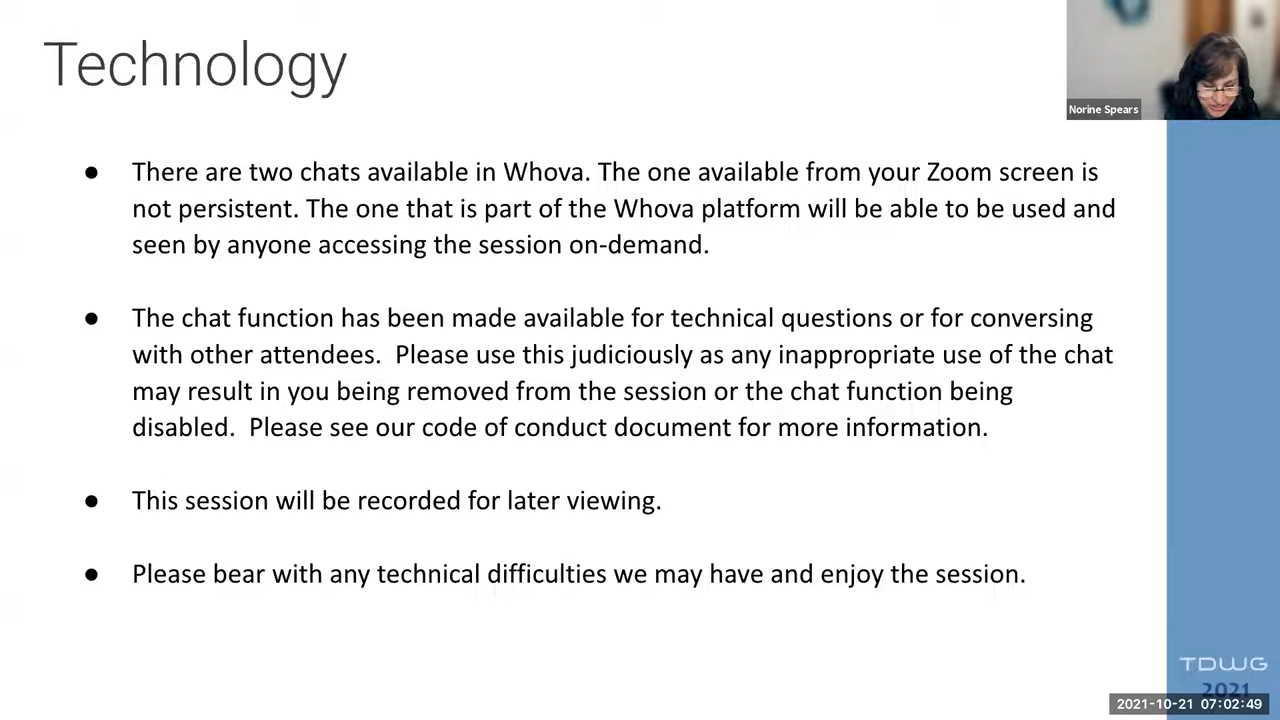 Technology
Norine Spears
● There are two chats available in Whova. The one available from your Zoom screen is
not persistent. The one that is part of the Whova platform will be able to be used and
seen by anyone accessing the session on-demand.
● The chat function has been made available for technical questions or for conversing
with other attendees.  Please use this judiciously as any inappropriate use of the chat
may result in you being removed from the session or the chat function being
disabled.  Please see our code of conduct document for more information.
● This session will be recorded for later viewing.
● Please bear with any technical difficulties we may have and enjoy the session.
TDWG
2021
2021-10-21 07:02:49